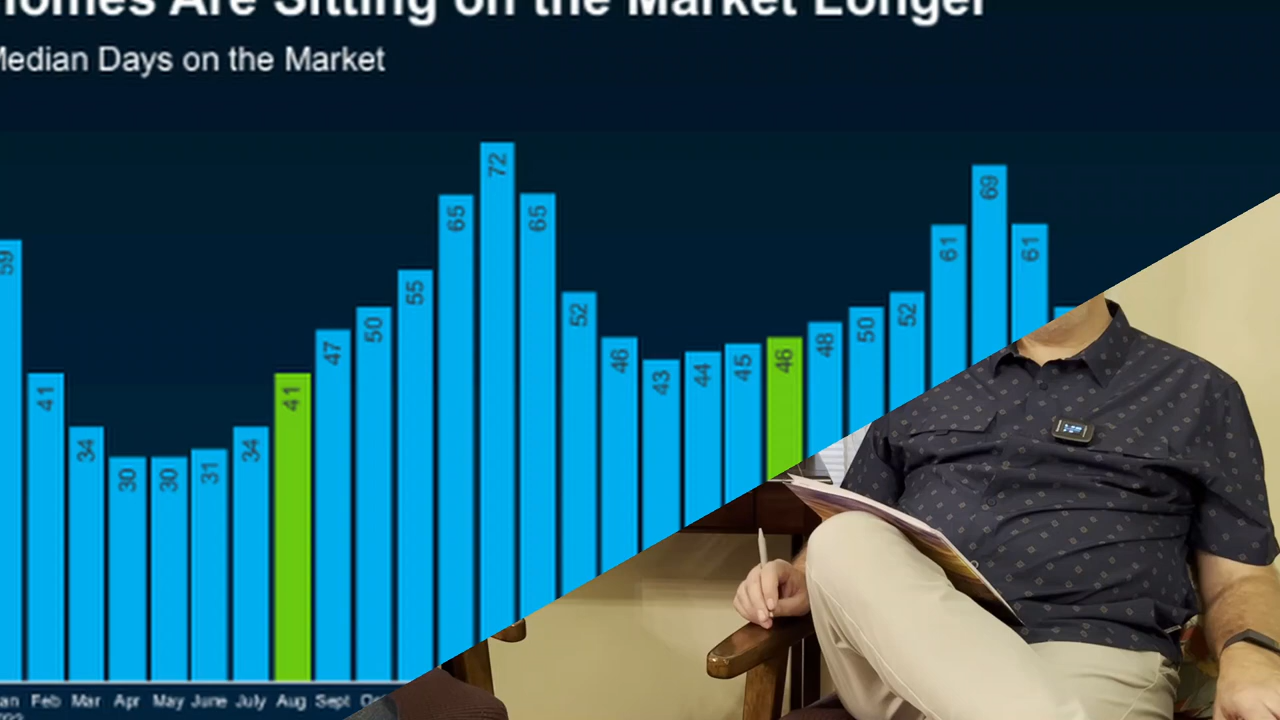 Homes Are Sitting on the Market Longer
Median Days on the Market
59 41 34 30 30 31 34 41 47 50 55 65 72 65 52 46 43 44 45 46 48 50 52 61 69 61
Jan Feb Mar Apr May June July Aug Sept